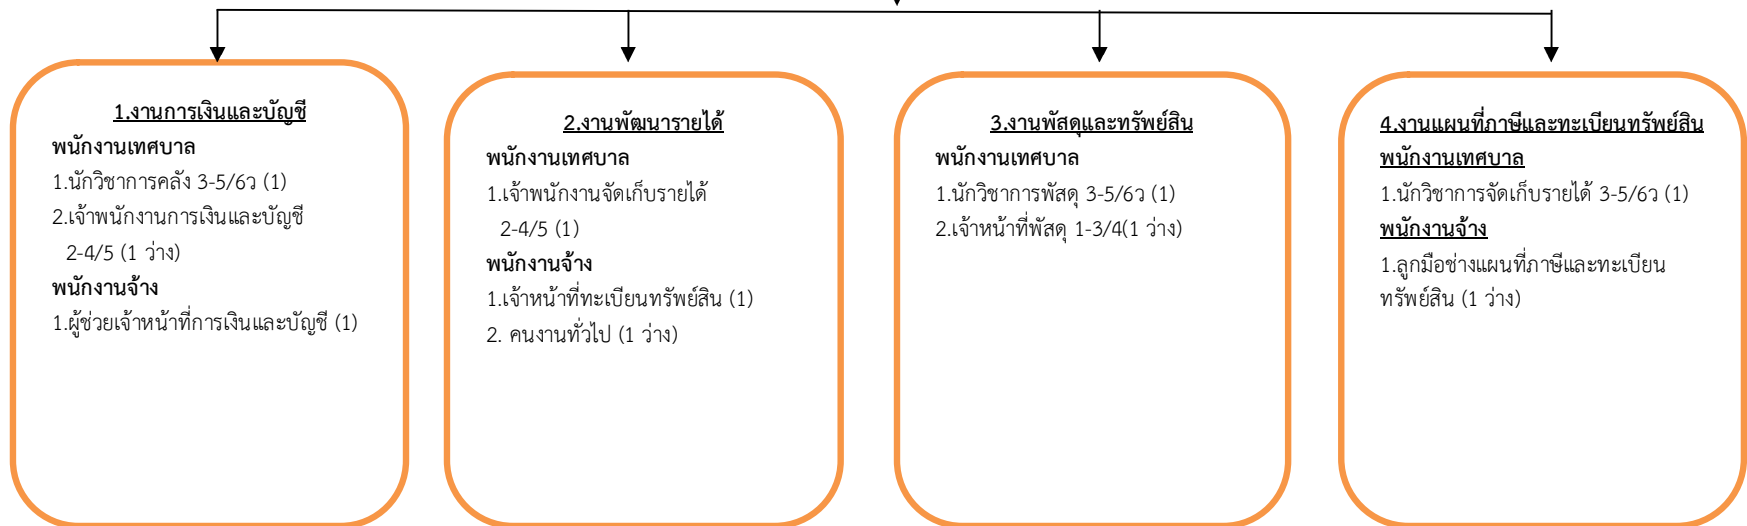 1.งานการเงินและบัญชี
พนักงานเทศบาล
1.นักวิชาการคลัง 3-5/6ว (1)
2.เจ้าพนักงานการเงินและบัญชี
2-4/5 (1 ว่าง)
พนักงานจ้าง
1.ผู้ช่วยเจ้าหน้าที่การเงินและบัญชี (1)
2.งานพัฒนารายได้
พนักงานเทศบาล
1.เจ้าพนักงานจัดเก็บรายได้
2-4/5 (1)
พนักงานจ้าง
1.เจ้าหน้าที่ทะเบียนทรัพย์สิน (1)
2. คนงานทั่วไป (1 ว่าง)
3.งานพัสดุและทรัพย์สิน
พนักงานเทศบาล
1.นักวิชาการพัสดุ 3-5/6ว (1)
2.เจ้าหน้าที่พัสดุ 1-3/4(1 ว่าง)
4.งานแผนที่ภาษีและทะเบียนทรัพย์สิน
พนักงานเทศบาล
1.นักวิชาการจัดเก็บรายได้ 3-5/6ว (1)
พนักงานจ้าง
1.ลูกมือช่างแผนที่ภาษีและทะเบียน
ทรัพย์สิน (1 ว่าง)